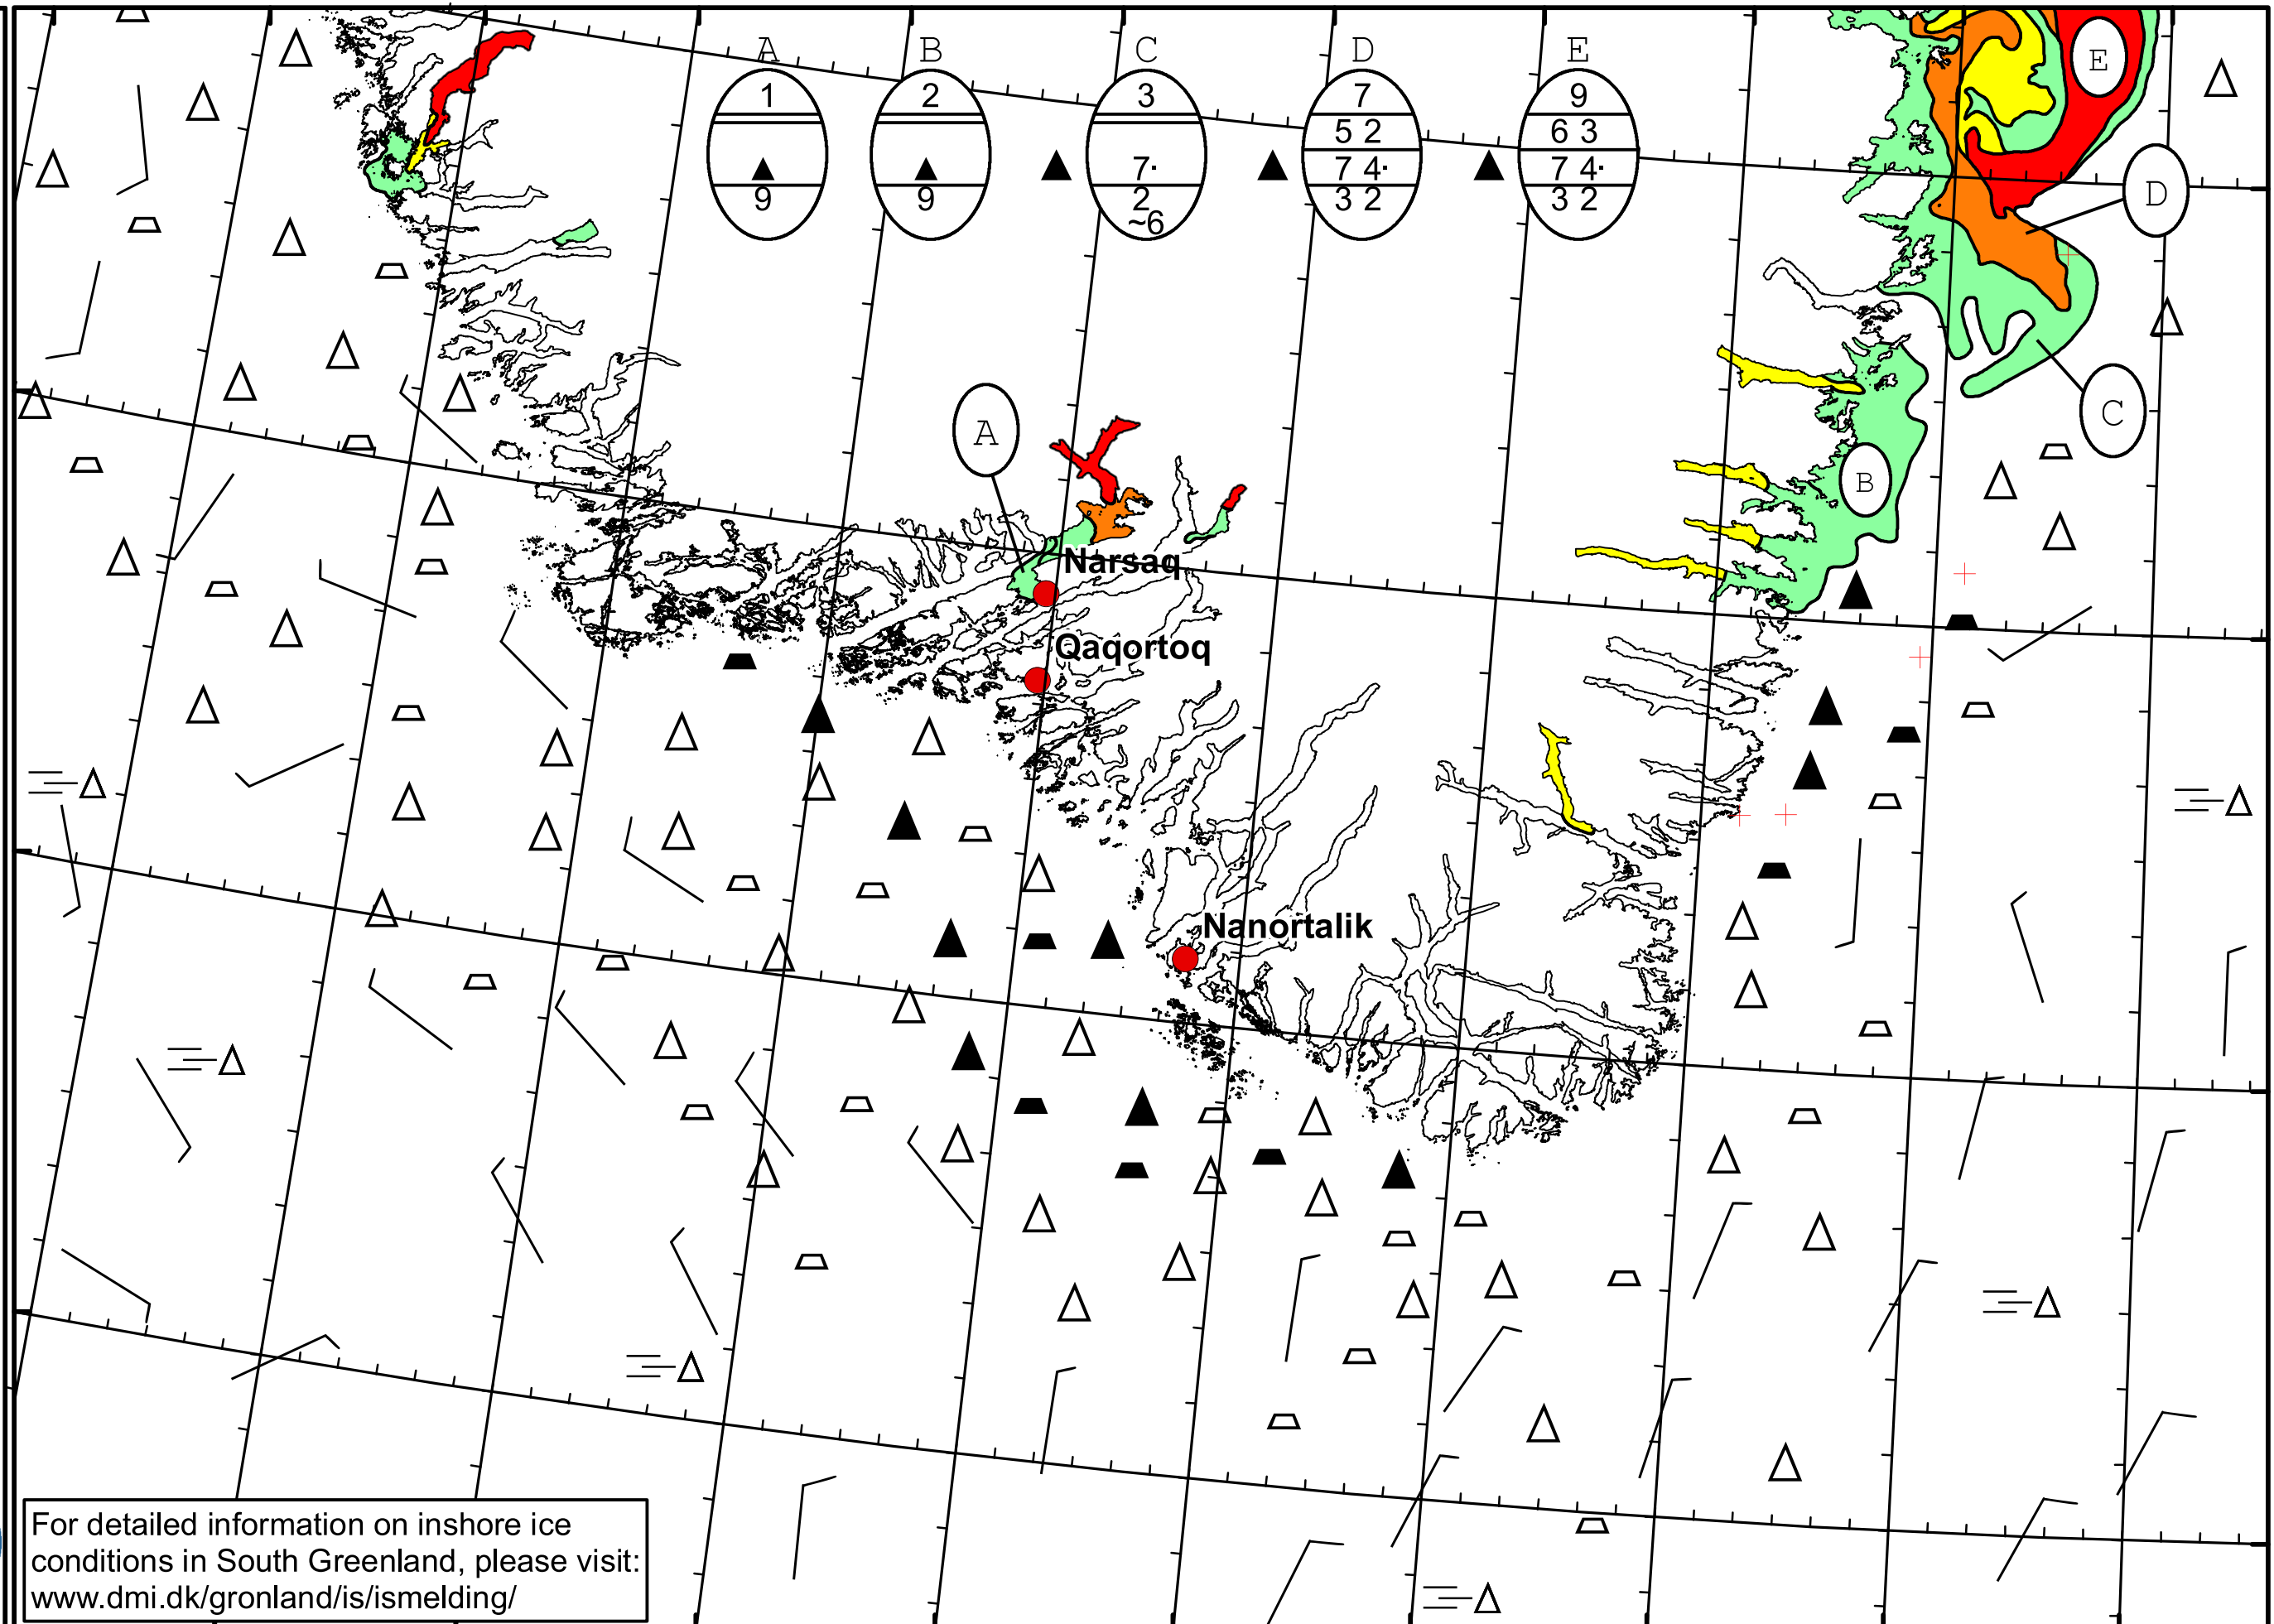 A B C D E
1
9
2
9
3
7·
2
~6
7
5 2
7 4·
3 2
9
6 3
7 4·
3 2
E
D
C
A
B
Narsaq
Qaqortoq
Nanortalik
For detailed information on inshore ice
conditions in South Greenland, please visit:
www.dmi.dk/gronland/is/ismelding/